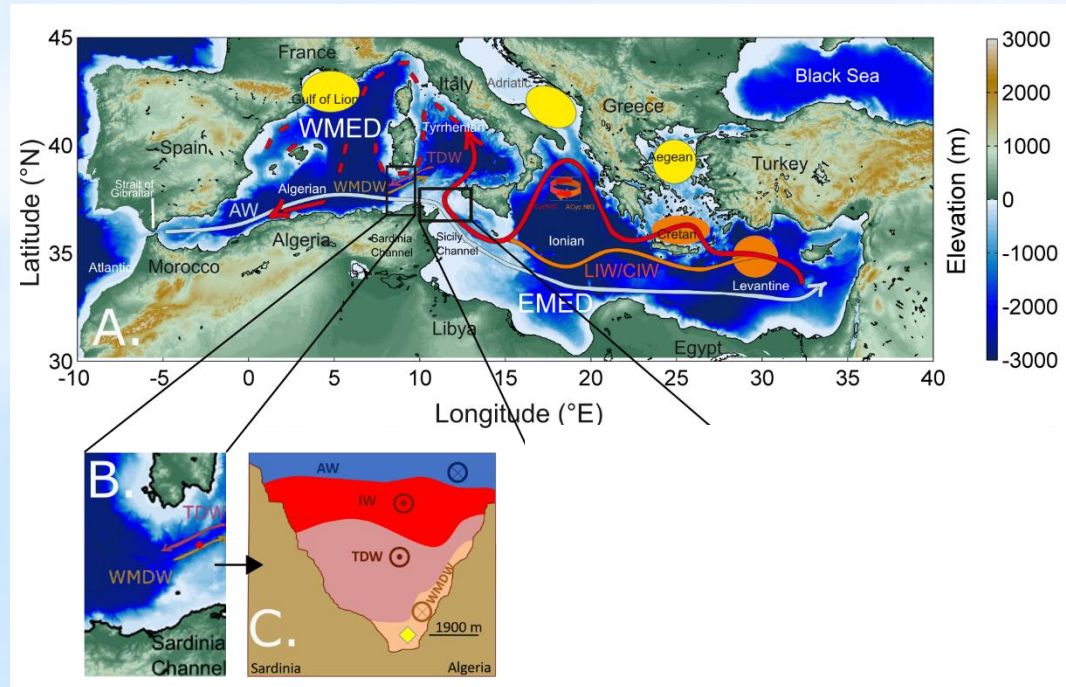 45
40
35
30
Latitude (°N)
France
Gulf of Lion
WMED
Spain
Strait of
Gibraltar
AW
Algerian
Atlantic
Morocco
Algeria
Italy
Tyrrhenian
TDW
WMDW
Sardinia
Channel
Sicily
Channel
Adriatic
Greece
Aegean
Black Sea
Turkey
ACyc NIG
Ionian
Cretan
LIW/CIW
Levantine
EMED
Libya
Egypt
A.
-10 -5 0 5 10 15 20 25 30 35 40
Longitude (°E)
3000
2000
1000
0
-1000
-2000
-3000
Elevation (m)
B.
TDW
WMDW
Sardinia
Channel
AW
IW
TDW
WMDW
C.
1900 m
Sardinia
Algeria